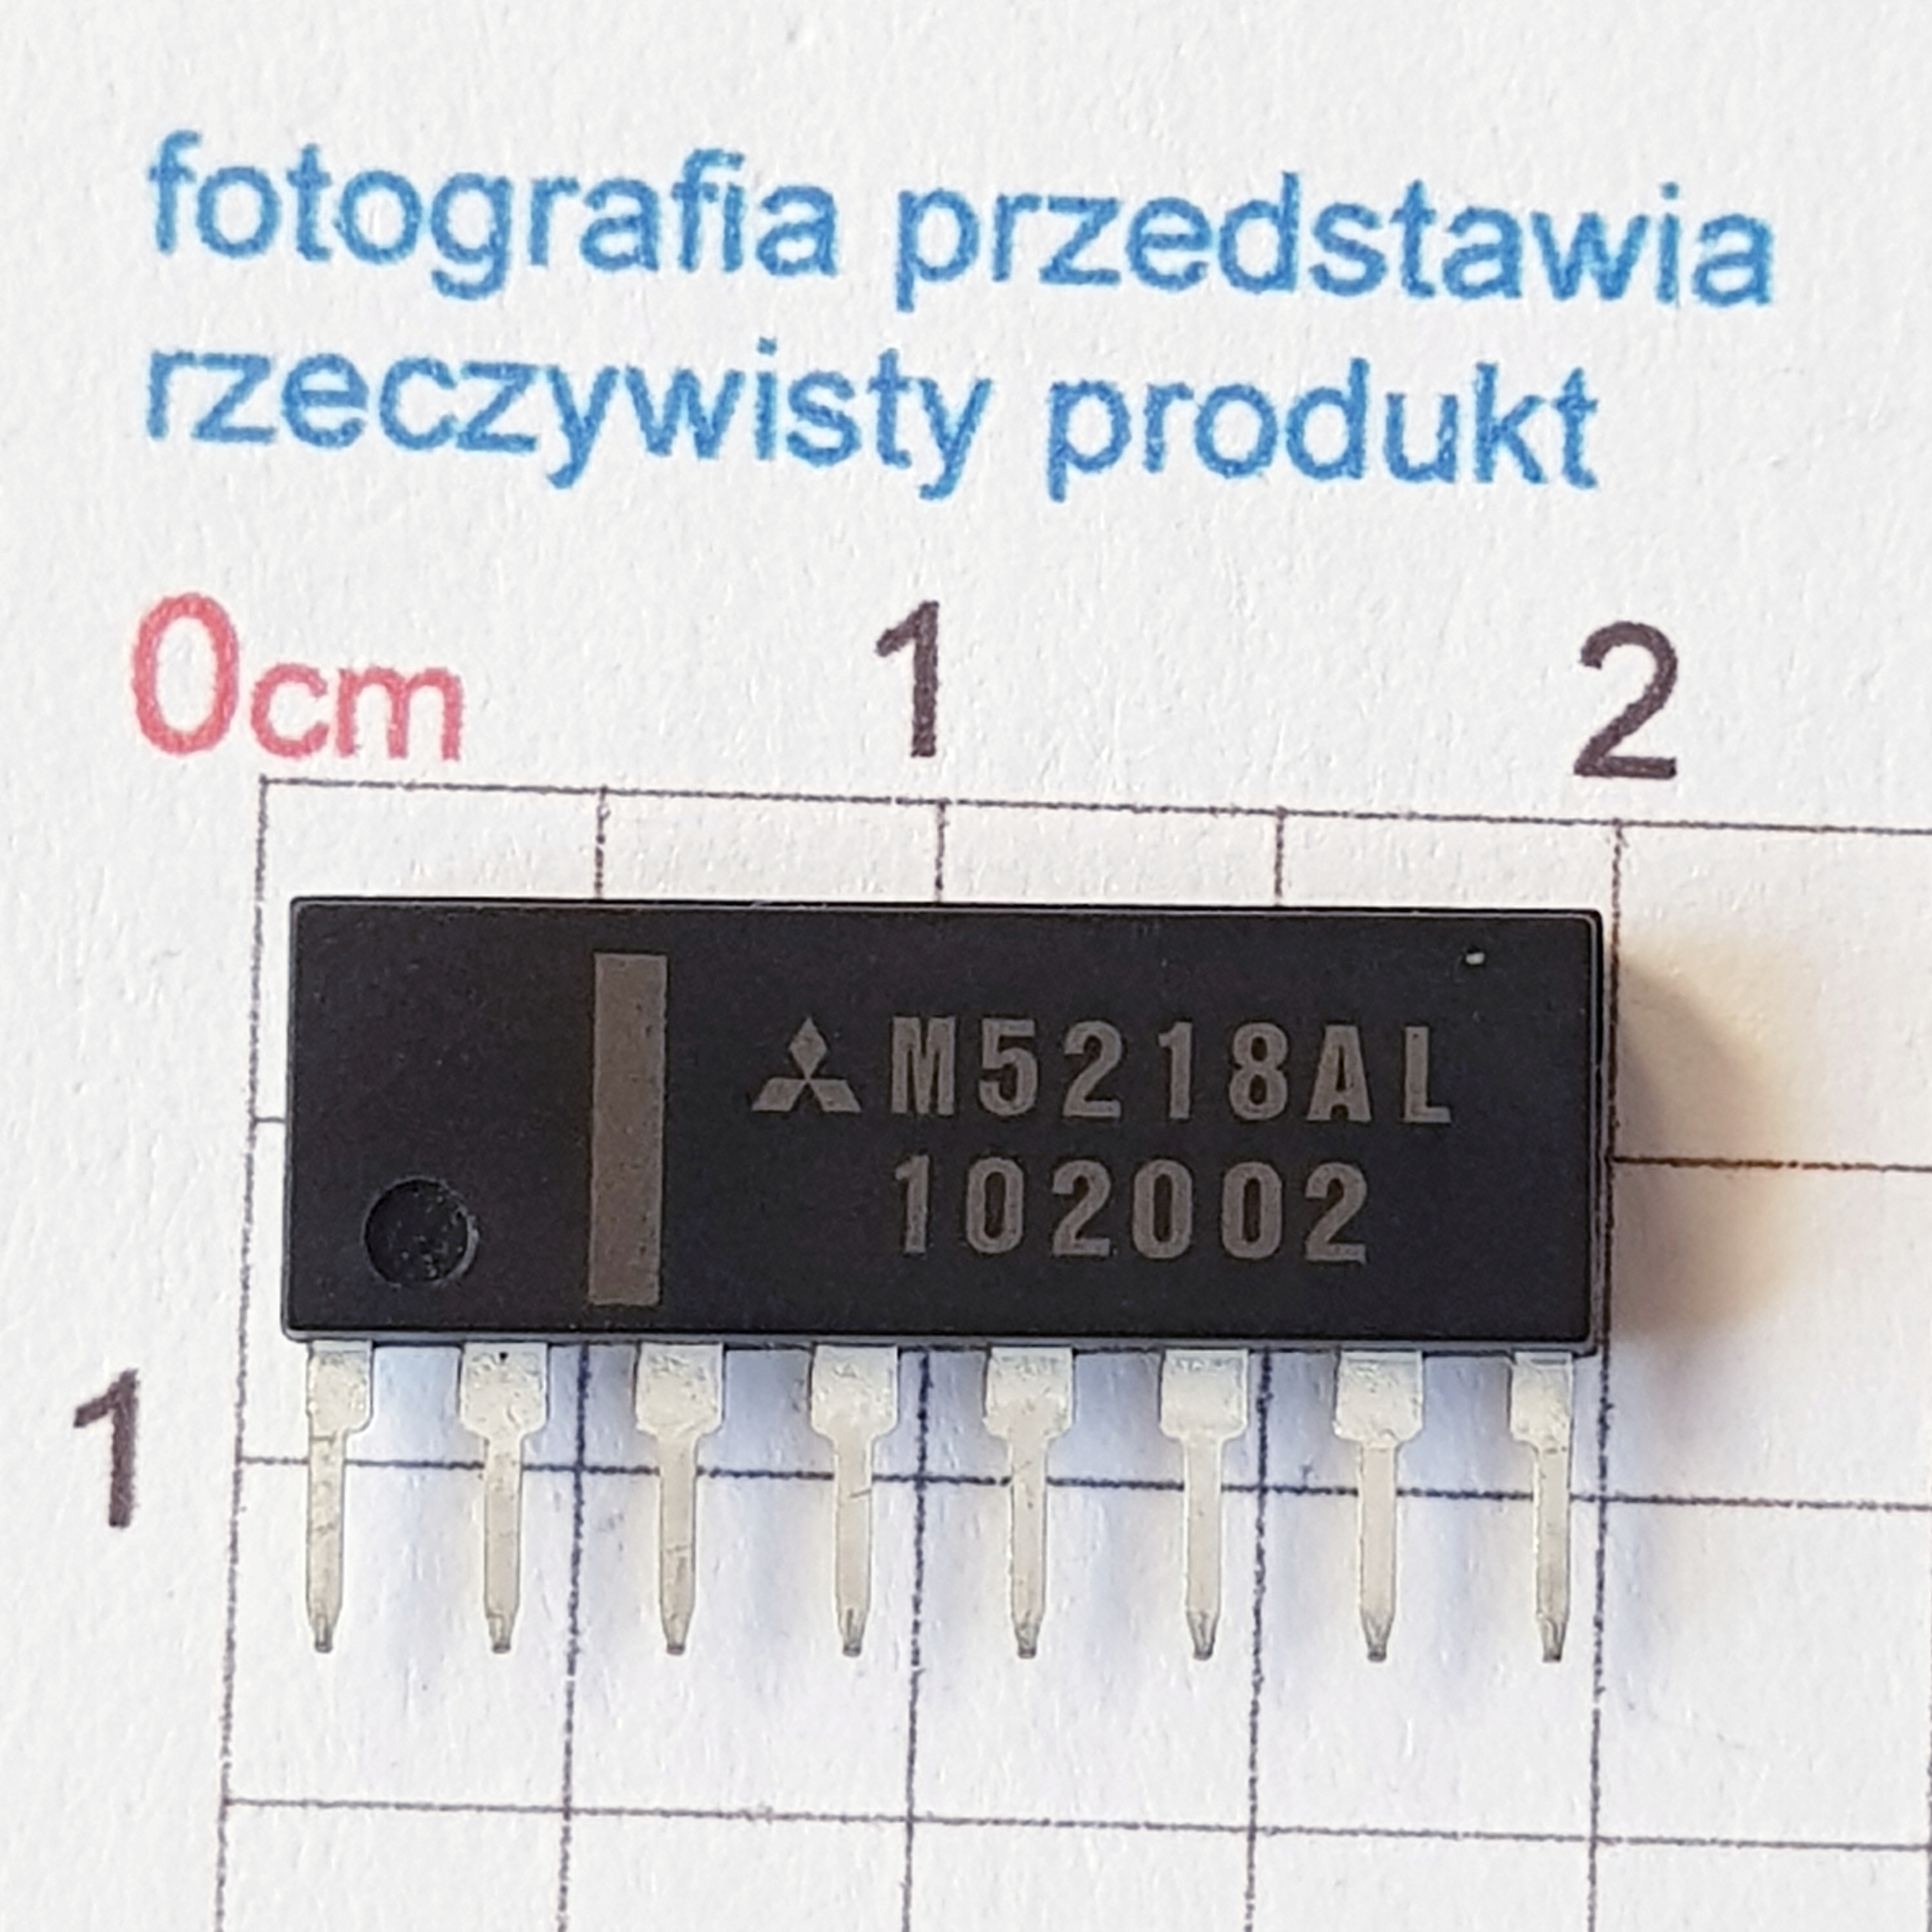 fotografia przedstawia
rzeczywisty produkt
0cm 1 2
M5218AL
102002
1